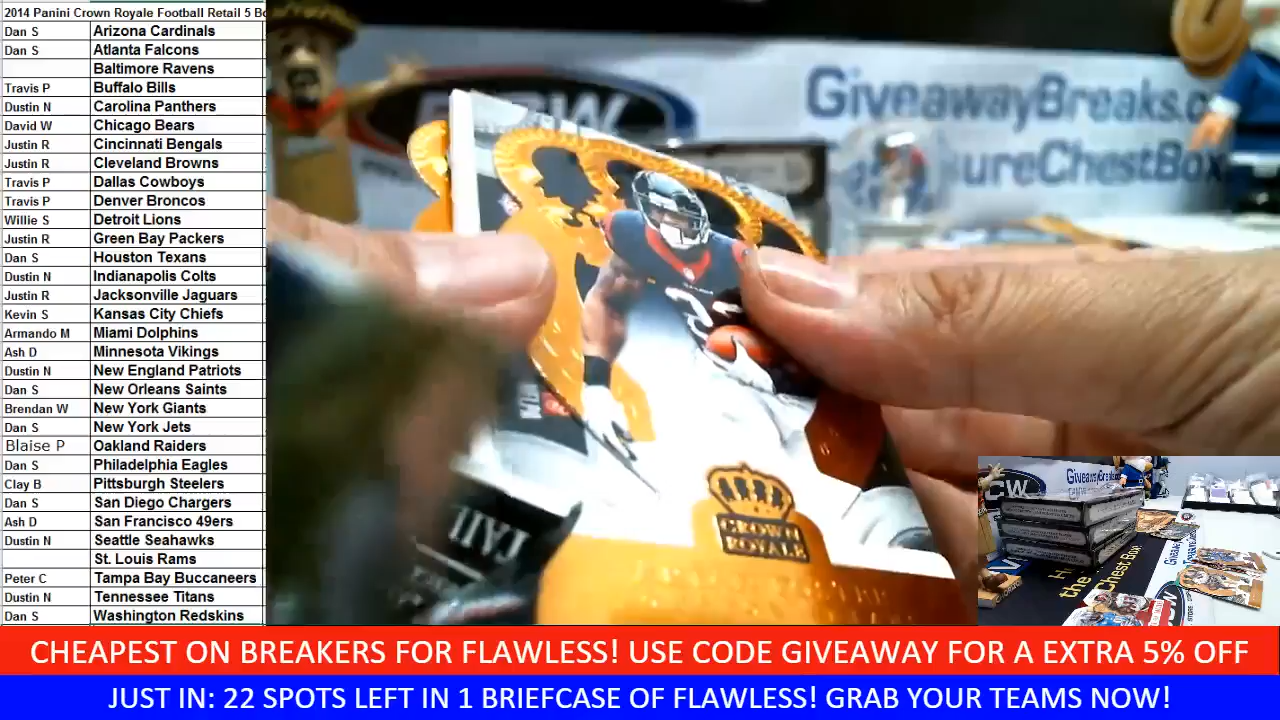 2014 Panini Crown Royale Football Retail 5 Bo
Dan S Arizona Cardinals
Dan S Atlanta Falcons
Baltimore Ravens
Travis P Buffalo Bills
Dustin N Carolina Panthers
David W Chicago Bears
Justin R Cincinnati Bengals
Justin R Cleveland Browns
Travis P Dallas Cowboys
Travis P Denver Broncos
Willie S Detroit Lions
Justin R Green Bay Packers
Dan S Houston Texans
Dustin N Indianapolis Colts
Justin R Jacksonville Jaguars
Kevin S Kansas City Chiefs
Armando M Miami Dolphins
Ash D Minnesota Vikings
Dustin N New England Patriots
Dan S New Orleans Saints
Brendan W New York Giants
Dan S New York Jets
Blaise P Oakland Raiders
Dan S Philadelphia Eagles
Clay B Pittsburgh Steelers
Dan S San Diego Chargers
Ash D San Francisco 49ers
Dustin N Seattle Seahawks
St. Louis Rams
Peter C Tampa Bay Buccaneers
Dustin N Tennessee Titans
Dan S Washington Redskins
GiveawayBreaks.c
sureChestBox
CROWN
ROYALE
CHEAPEST ON BREAKERS FOR FLAWLESS! USE CODE GIVEAWAY FOR A EXTRA 5% OFF
JUST IN: 22 SPOTS LEFT IN 1 BRIEFCASE OF FLAWLESS! GRAB YOUR TEAMS NOW!